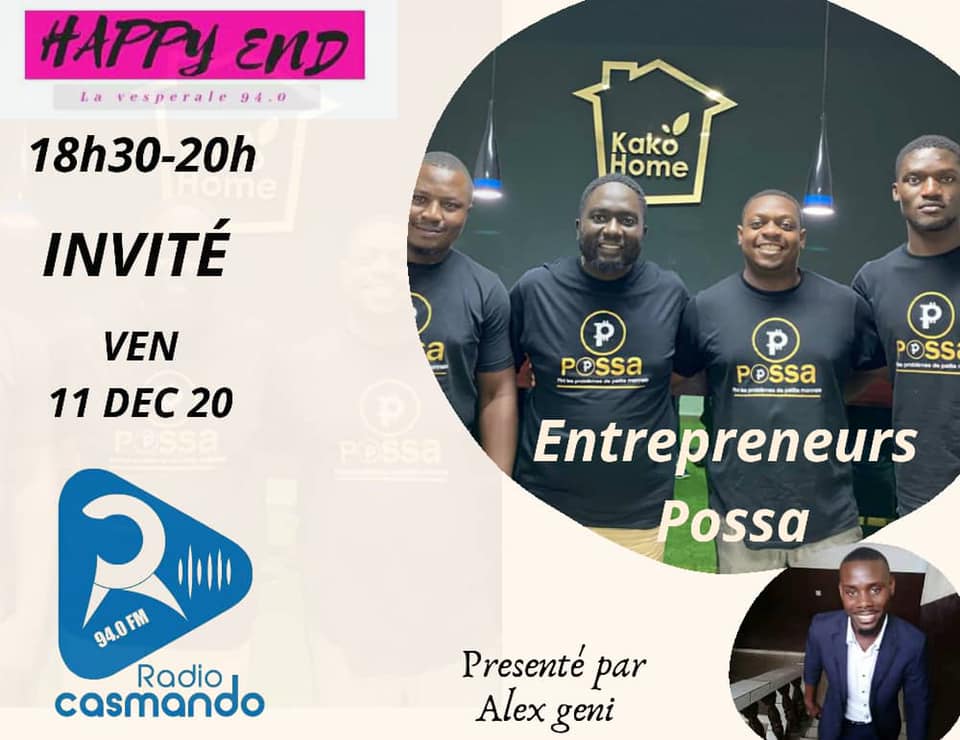 HAPPY END
La vesperale 94.0
18h30-20h
INVITÉ
VEN
11 DEC 20
94.0 FM
Radio
casmando
Kako
Home
Possa
Possa
Possa
Possa
Entrepreneurs
Possa
Presenté par
Alex geni